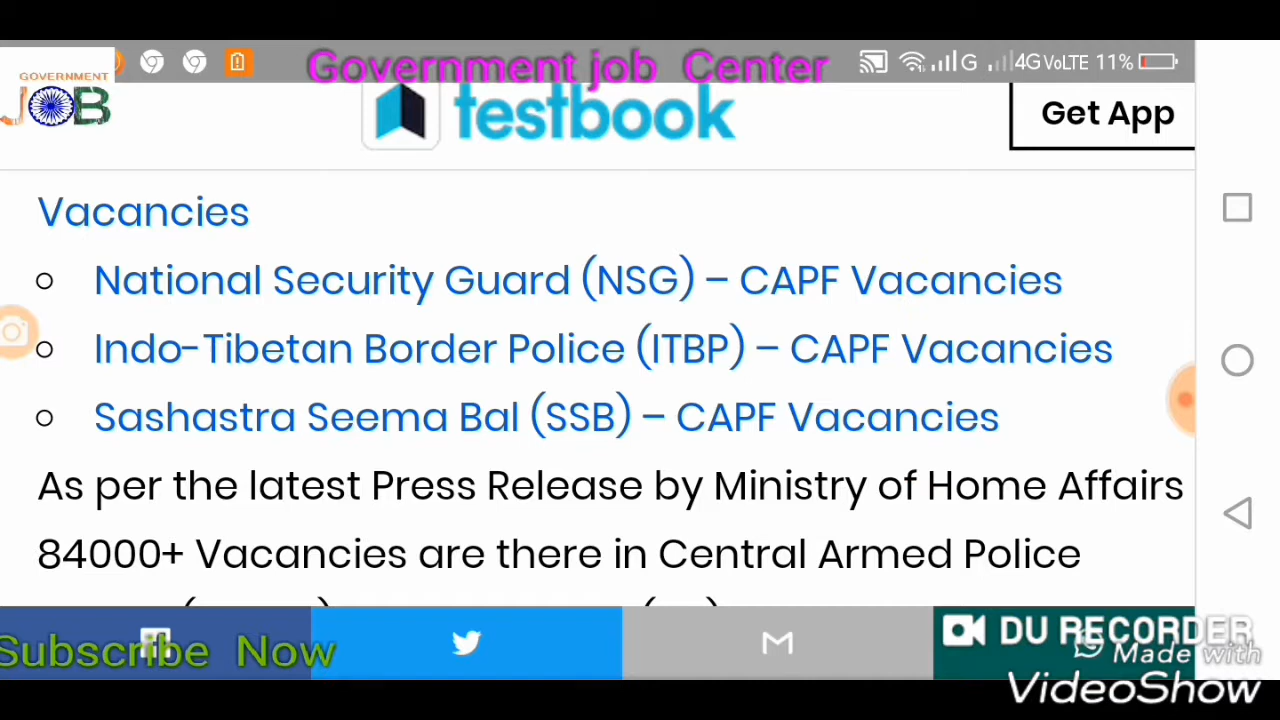 Government job Center
G 4G VoLTE 11%
GOVERNMENT
JOB
testbook
Get App
Vacancies
National Security Guard (NSG) – CAPF Vacancies
Indo-Tibetan Border Police (ITBP) – CAPF Vacancies
Sashastra Seema Bal (SSB) – CAPF Vacancies
As per the latest Press Release by Ministry of Home Affairs
84000+ Vacancies are there in Central Armed Police
Subscribe Now
DU RECORDER
Made with
VideoShow